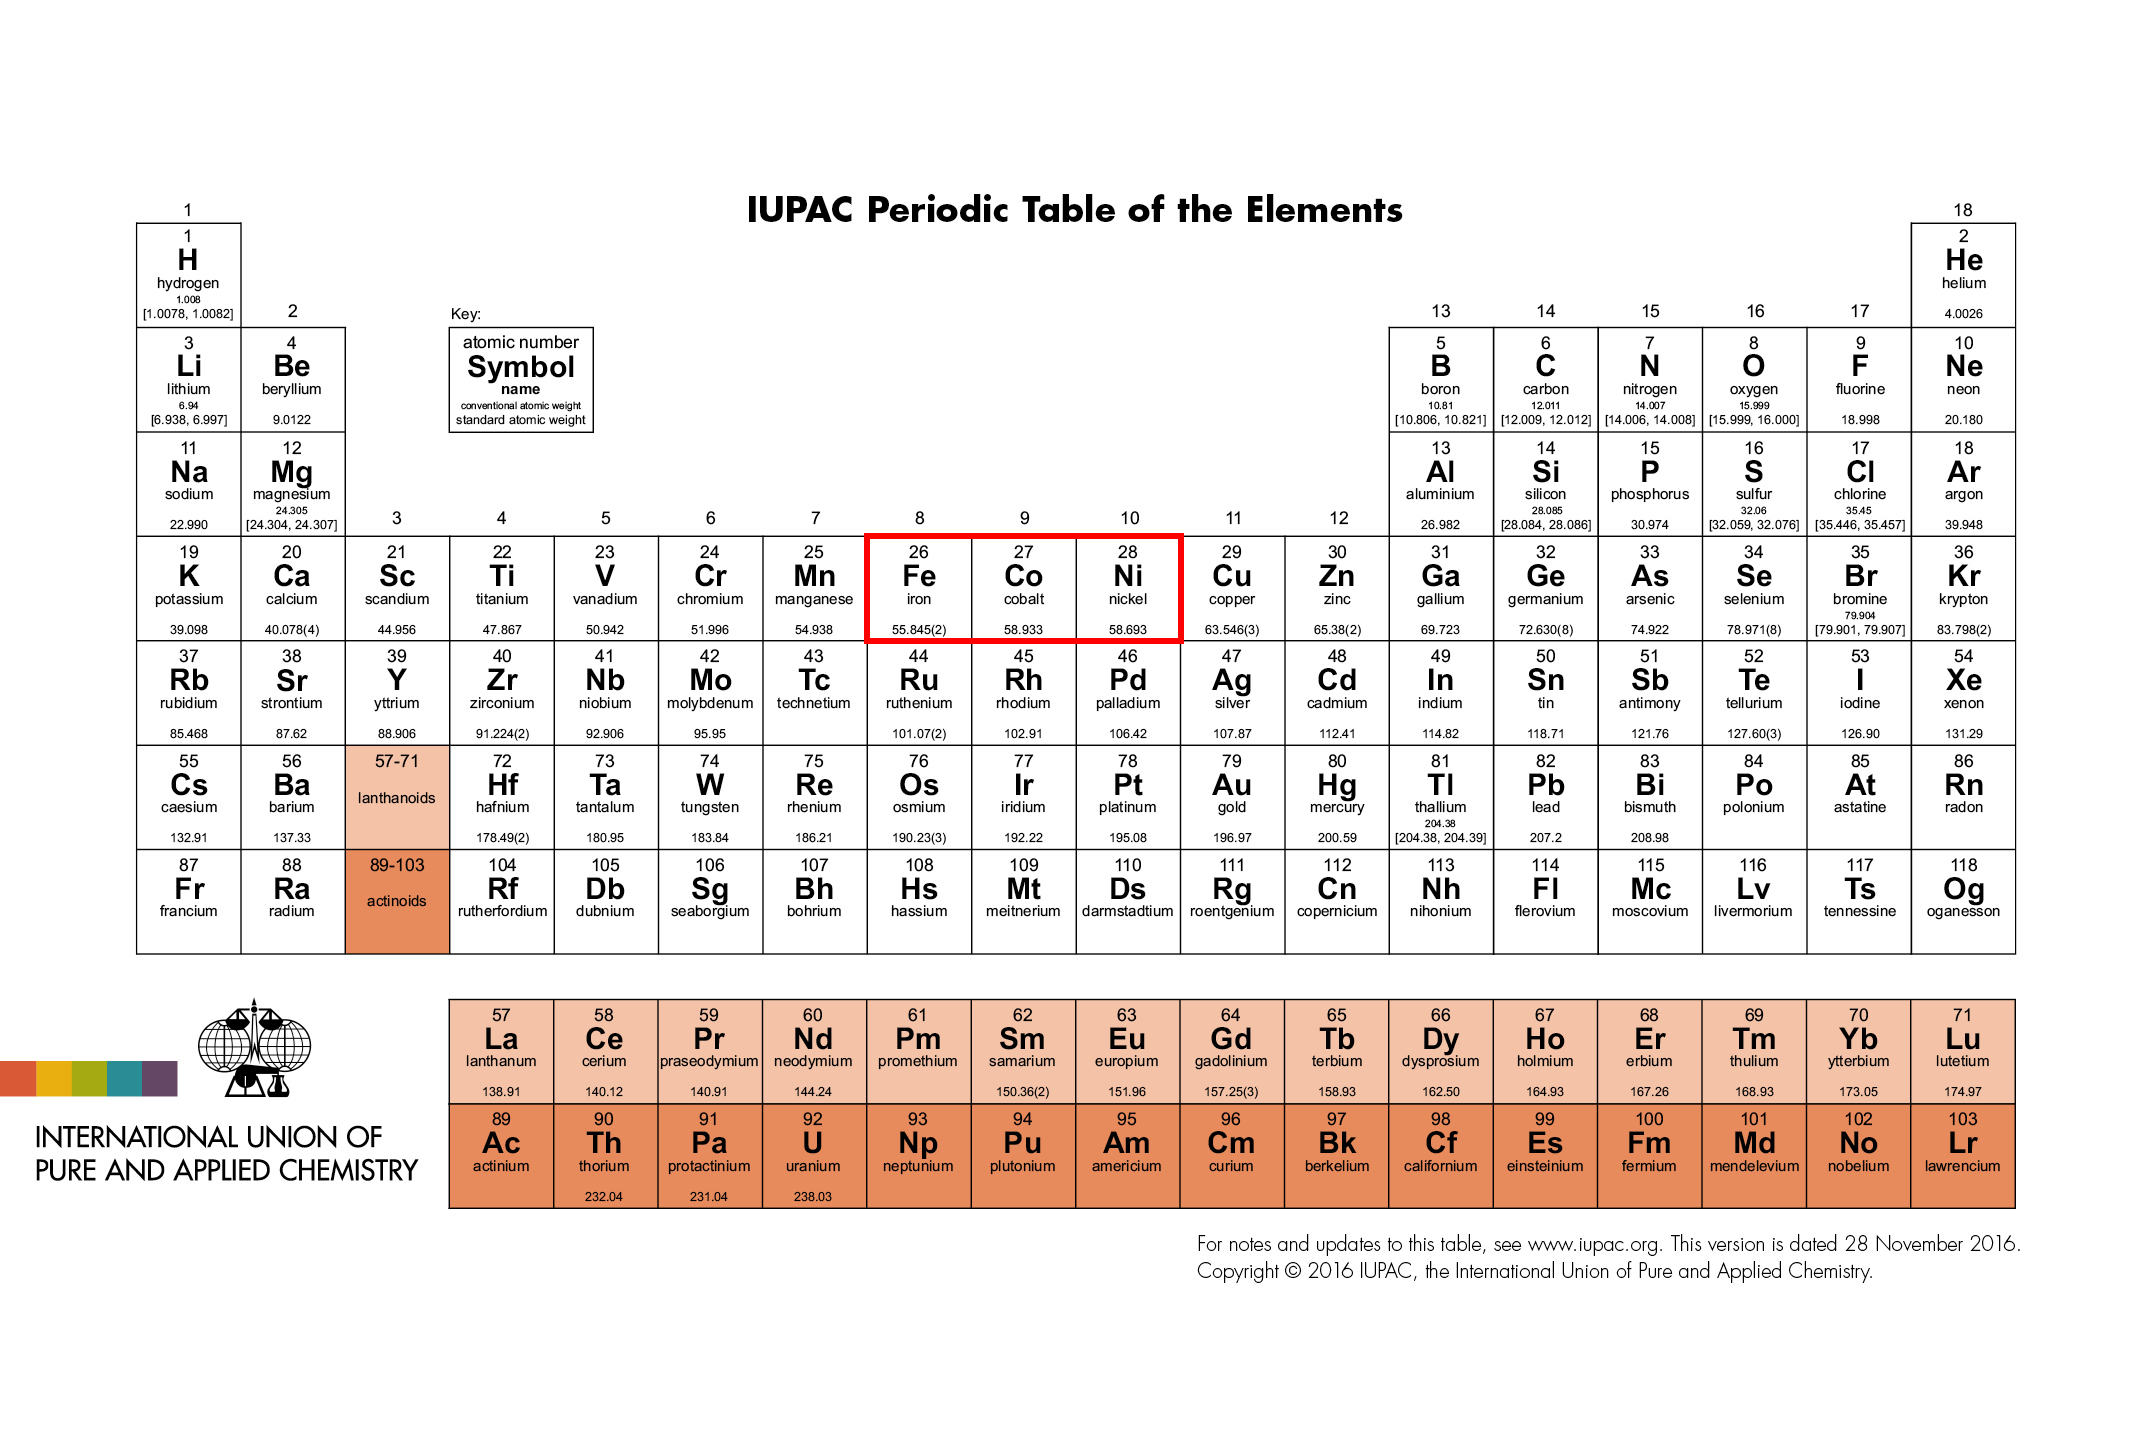 IUPAC Periodic Table of the Elements
1 18
1 2
H He
hydrogen helium
1.008
[1.0078, 1.0082] 2 Key: 13 14 15 16 17 4.0026
3 4 atomic number 5 6 7 8 9 10
Li Be Symbol B C N O F Ne
lithium beryllium name boron carbon nitrogen oxygen fluorine neon
6.94 conventional atomic weight 10.81 12.011 14.007 15.999
[6.938, 6.997] 9.0122 standard atomic weight [10.806, 10.821] [12.009, 12.012] [14.006, 14.008] [15.999, 16.000] 18.998 20.180
11 12 13 14 15 16 17 18
Na Mg Al Si P S Cl Ar
sodium magnesium aluminium silicon phosphorus sulfur chlorine argon
24.305 28.085 32.06 35.45
22.990 [24.304, 24.307] 3 4 5 6 7 8 9 10 11 12 26.982 [28.084, 28.086] 30.974 [32.059, 32.076] [35.446, 35.457] 39.948
19 20 21 22 23 24 25 26 27 28 29 30 31 32 33 34 35 36
K Ca Sc Ti V Cr Mn Fe Co Ni Cu Zn Ga Ge As Se Br Kr
potassium calcium scandium titanium vanadium chromium manganese iron cobalt nickel copper zinc gallium germanium arsenic selenium bromine krypton
79.904
39.098 40.078(4) 44.956 47.867 50.942 51.996 54.938 55.845(2) 58.933 58.693 63.546(3) 65.38(2) 69.723 72.630(8) 74.922 78.971(8) [79.901, 79.907] 83.798(2)
37 38 39 40 41 42 43 44 45 46 47 48 49 50 51 52 53 54
Rb Sr Y Zr Nb Mo Tc Ru Rh Pd Ag Cd In Sn Sb Te I Xe
rubidium strontium yttrium zirconium niobium molybdenum technetium ruthenium rhodium palladium silver cadmium indium tin antimony tellurium iodine xenon
85.468 87.62 88.906 91.224(2) 92.906 95.95 101.07(2) 102.91 106.42 107.87 112.41 114.82 118.71 121.76 127.60(3) 126.90 131.29
55 56 57-71 72 73 74 75 76 77 78 79 80 81 82 83 84 85 86
Cs Ba lanthanoids Hf Ta W Re Os Ir Pt Au Hg Tl Pb Bi Po At Rn
caesium barium hafnium tantalum tungsten rhenium osmium iridium platinum gold mercury thallium lead bismuth polonium astatine radon
204.38
132.91 137.33 178.49(2) 180.95 183.84 186.21 190.23(3) 192.22 195.08 196.97 200.59 [204.38, 204.39] 207.2 208.98
87 88 89-103 104 105 106 107 108 109 110 111 112 113 114 115 116 117 118
Fr Ra actinoids Rf Db Sg Bh Hs Mt Ds Rg Cn Nh Fl Mc Lv Ts Og
francium radium rutherfordium dubnium seaborgium bohrium hassium meitnerium darmstadtium roentgenium copernicium nihonium flerovium moscovium livermorium tennessine oganesson
57 58 59 60 61 62 63 64 65 66 67 68 69 70 71
La Ce Pr Nd Pm Sm Eu Gd Tb Dy Ho Er Tm Yb Lu
lanthanum cerium praseodymium neodymium promethium samarium europium gadolinium terbium dysprosium holmium erbium thulium ytterbium lutetium
138.91 140.12 140.91 144.24 150.36(2) 151.96 157.25(3) 158.93 162.50 164.93 167.26 168.93 173.05 174.97
89 90 91 92 93 94 95 96 97 98 99 100 101 102 103
Ac Th Pa U Np Pu Am Cm Bk Cf Es Fm Md No Lr
actinium thorium protactinium uranium neptunium plutonium americium curium berkelium californium einsteinium fermium mendelevium nobelium lawrencium
232.04 231.04 238.03
INTERNATIONAL UNION OF
PURE AND APPLIED CHEMISTRY
For notes and updates to this table, see www.iupac.org. This version is dated 28 November 2016.
Copyright © 2016 IUPAC, the International Union of Pure and Applied Chemistry.